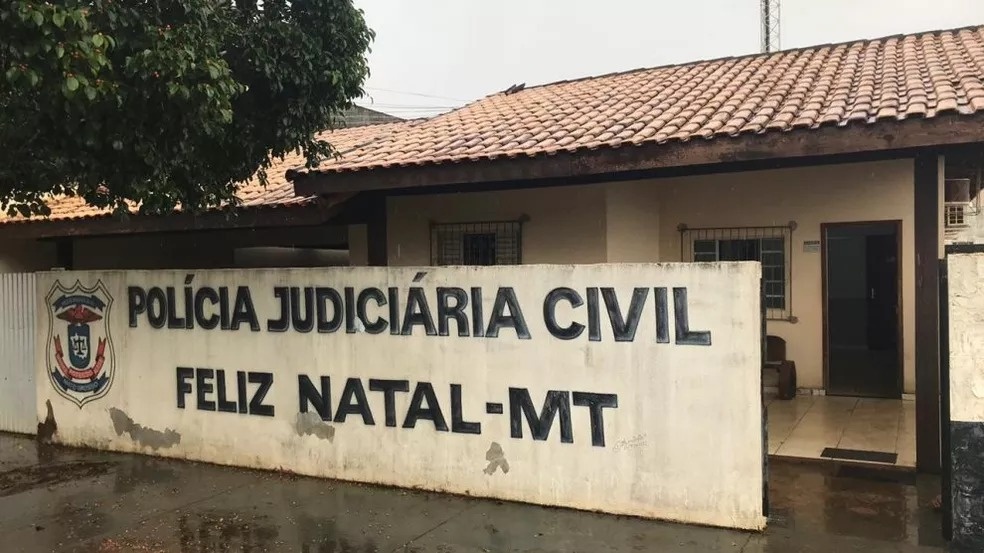 POLÍCIA JUDICIÁRIA CIVIL
FELIZ NATAL-MT